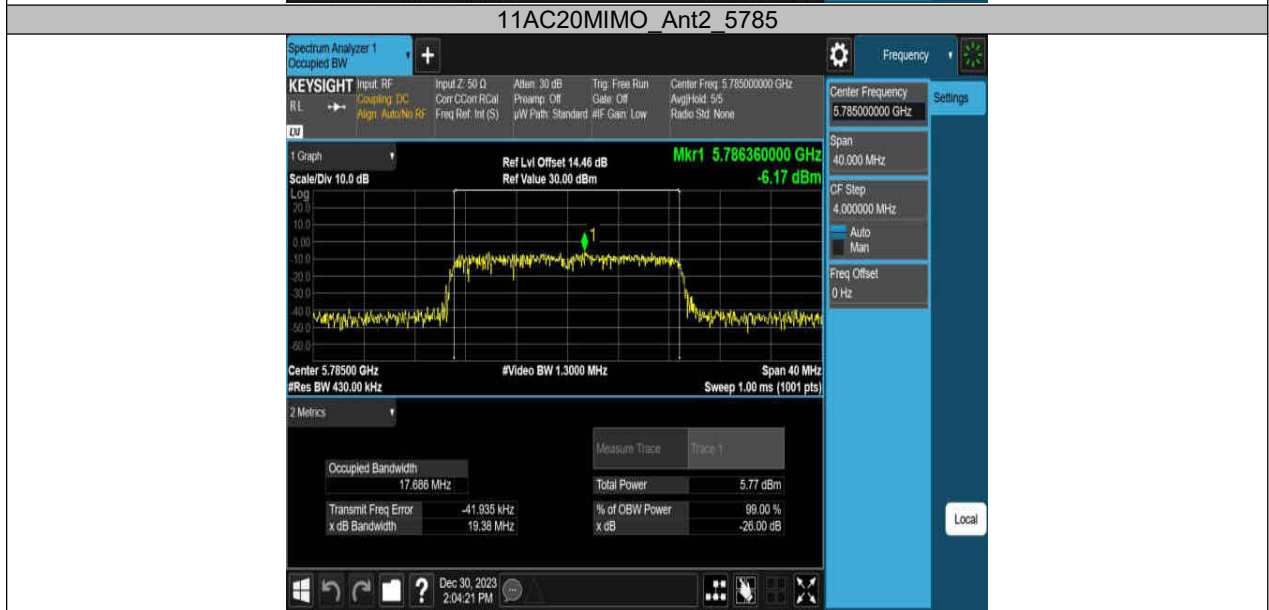 11AC20MIMO_Ant2_5785
Spectrum Analyzer 1
Occupied BW
+
Frequency
KEYSIGHT
RL
LXI
Input: RF
Coupling: DC
Align: Auto/No RF
Input Z: 50 Ω
Corr CCorr RCal
Freq Ref: Int (S)
Atten: 30 dB
Preamp: Off
µW Path: Standard
Trig: Free Run
Gate: Off
#IF Gain: Low
Center Freq: 5.785000000 GHz
Avg|Hold: 5/5
Radio Std: None
Center Frequency
5.785000000 GHz
Settings
Span
40.000 MHz
CF Step
4.000000 MHz
Auto
Man
Freq Offset
0 Hz
Local
1 Graph
Scale/Div 10.0 dB
Ref Lvl Offset 14.46 dB
Ref Value 30.00 dBm
Mkr1 5.786360000 GHz
-6.17 dBm
Log
20.0
10.0
0.00
-10.0
-20.0
-30.0
-40.0
-50.0
-60.0
1
Center 5.78500 GHz
#Res BW 430.00 kHz
#Video BW 1.3000 MHz
Span 40 MHz
Sweep 1.00 ms (1001 pts)
2 Metrics
Measure Trace Trace 1
Occupied Bandwidth
17.686 MHz
Total Power 5.77 dBm
Transmit Freq Error -41.935 kHz
% of OBW Power 99.00 %
x dB Bandwidth 19.38 MHz
x dB -26.00 dB
?
Dec 30, 2023
2:04:21 PM